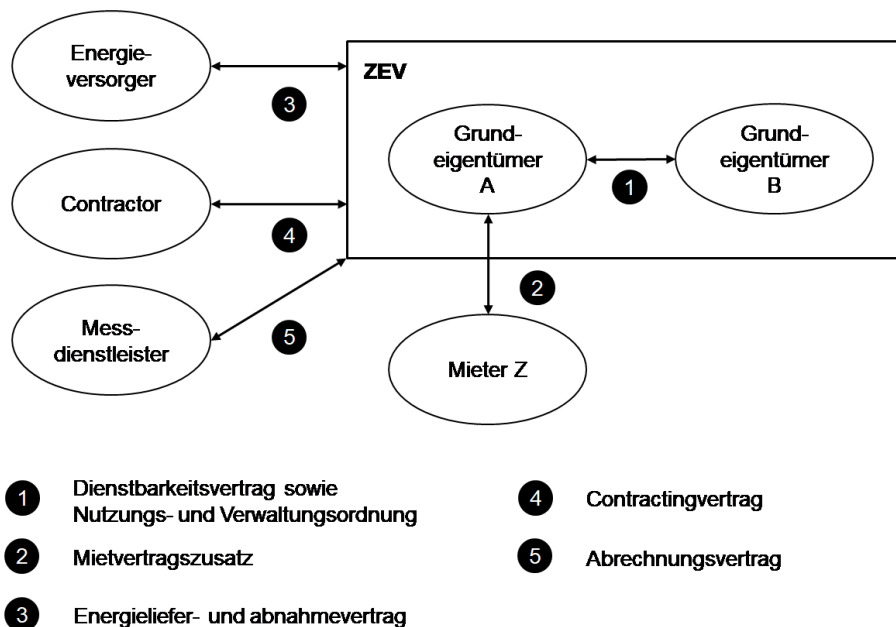 Energie-
versorger
3
ZEV
Grund-
eigentümer
A
1
Grund-
eigentümer
B
Contractor
4
2
Mess-
dienstleister
5
Mieter Z
1 Dienstbarkeitsvertrag sowie
Nutzungs- und Verwaltungsordnung
4 Contractingvertrag
2 Mietvertragszusatz
5 Abrechnungsvertrag
3 Energieliefer- und abnahmevertrag